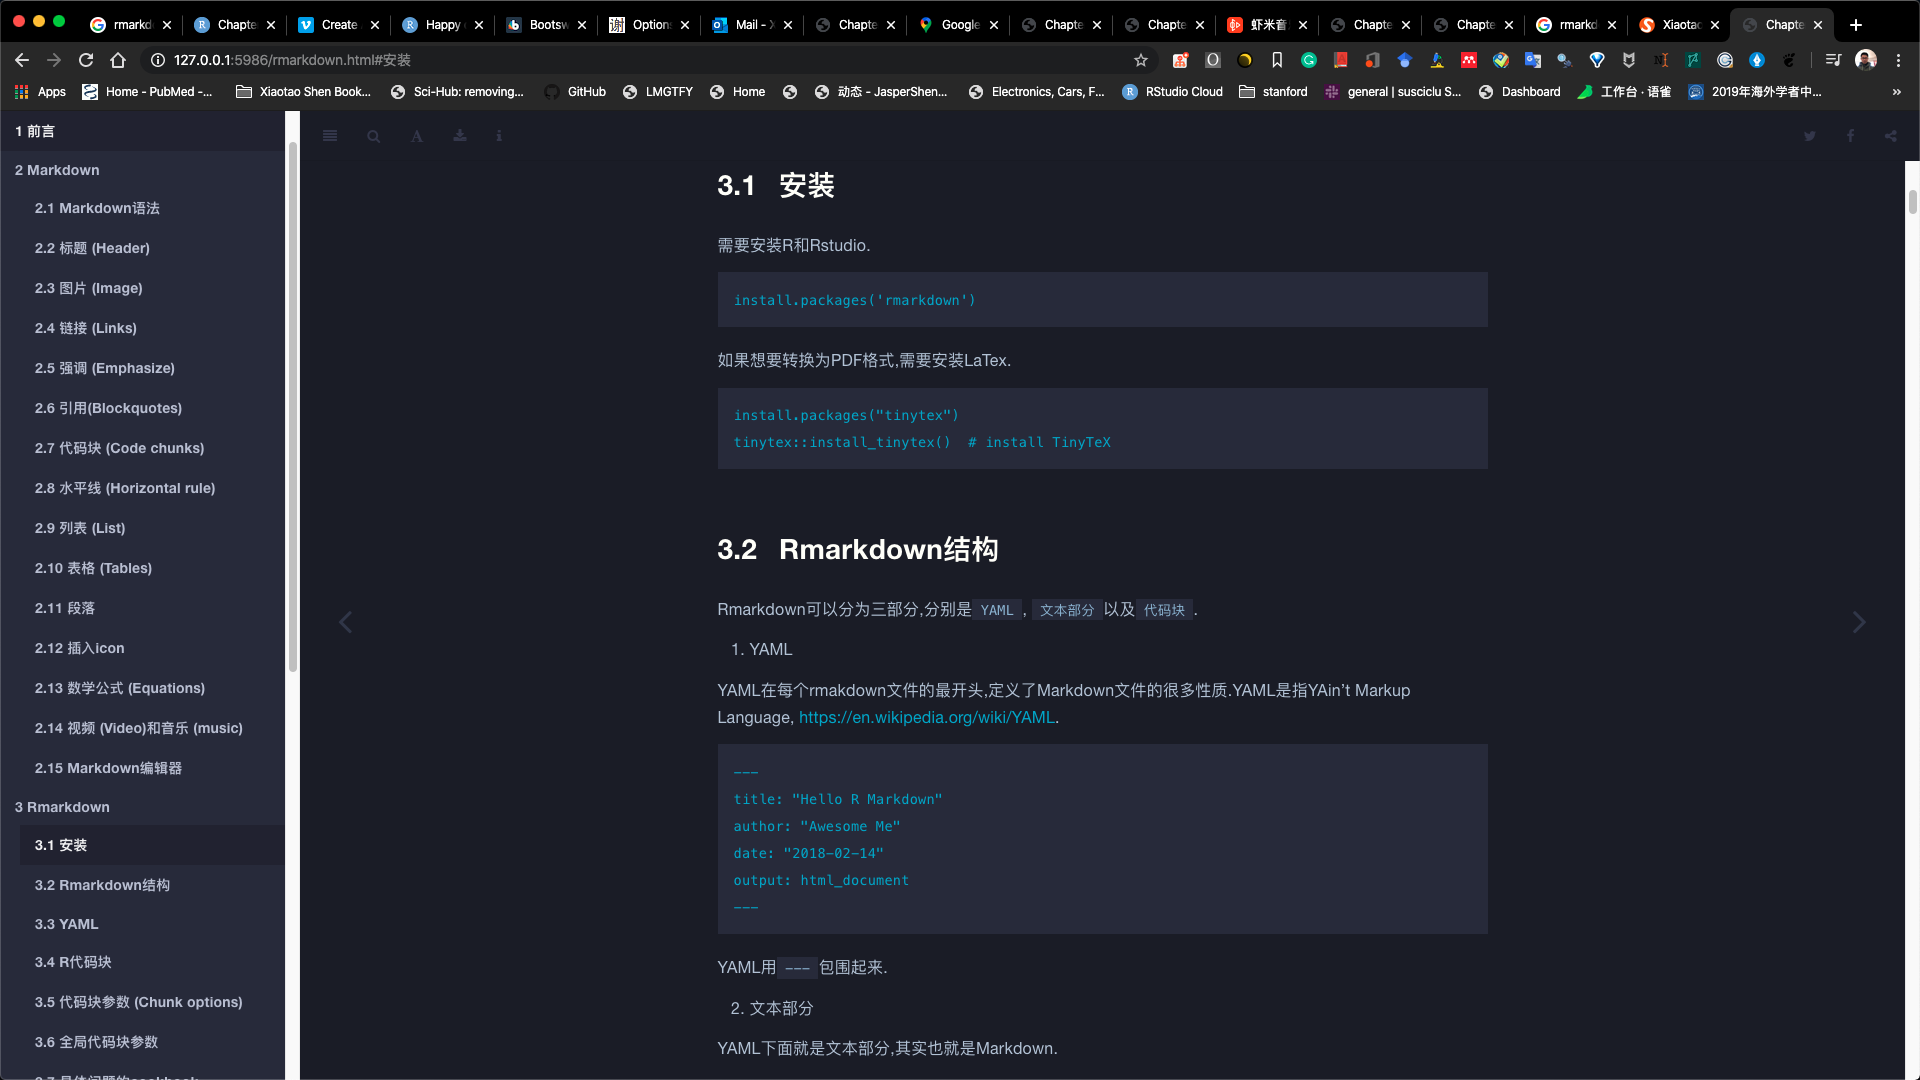 rmarkd
Chapte
Create
Happy
Bootsw
谢
Option
Mail - X
Chapte
Google
Chapte
Chapte
虾米音
Chapte
Chapte
rmarkd
Xiaotao
Chapte
127.0.0.1:5986/rmarkdown.html#安装
Apps
Home - PubMed -...
Xiaotao Shen Book...
Sci-Hub: removing...
GitHub
LMGTFY
Home
动态 - JasperShen...
Electronics, Cars, F...
RStudio Cloud
stanford
general | susciclu S...
Dashboard
工作台 · 语雀
2019年海外学者中...
1 前言
2 Markdown
2.1 Markdown语法
2.2 标题 (Header)
2.3 图片 (Image)
2.4 链接 (Links)
2.5 强调 (Emphasize)
2.6 引用(Blockquotes)
2.7 代码块 (Code chunks)
2.8 水平线 (Horizontal rule)
2.9 列表 (List)
2.10 表格 (Tables)
2.11 段落
2.12 插入icon
2.13 数学公式 (Equations)
2.14 视频 (Video)和音乐 (music)
2.15 Markdown编辑器
3 Rmarkdown
3.1 安装
3.2 Rmarkdown结构
3.3 YAML
3.4 R代码块
3.5 代码块参数 (Chunk options)
3.6 全局代码块参数
3.1 安装
需要安装R和Rstudio.
install.packages('rmarkdown')
如果想要转换为PDF格式,需要安装LaTex.
install.packages("tinytex")
tinytex::install_tinytex()  # install TinyTeX
3.2 Rmarkdown结构
Rmarkdown可以分为三部分,分别是 YAML , 文本部分 以及 代码块 .
1. YAML
YAML在每个rmakdown文件的最开头,定义了Markdown文件的很多性质.YAML是指YAin’t Markup
Language, https://en.wikipedia.org/wiki/YAML.
---
title: "Hello R Markdown"
author: "Awesome Me"
date: "2018-02-14"
output: html_document
---
YAML用 --- 包围起来.
2. 文本部分
YAML下面就是文本部分,其实也就是Markdown.